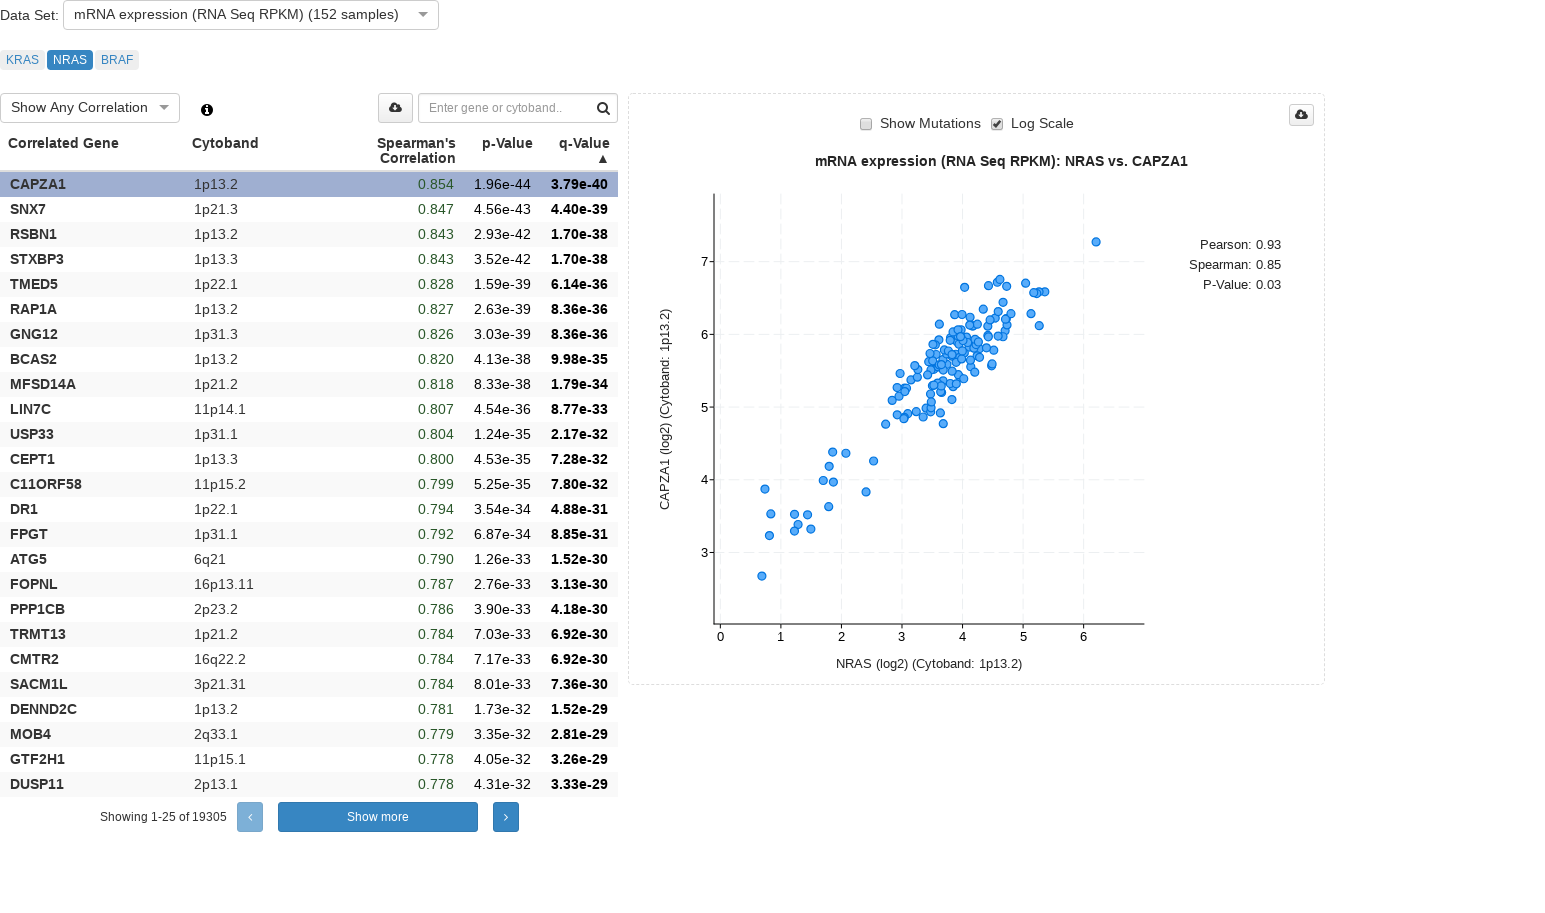 Data Set: mRNA expression (RNA Seq RPKM) (152 samples)
KRAS NRAS BRAF
Show Any Correlation
Enter gene or cytoband..
Correlated Gene Cytoband Spearman's Correlation p-Value q-Value ▲
CAPZA1 1p13.2 0.854 1.96e-44 3.79e-40
SNX7 1p21.3 0.847 4.56e-43 4.40e-39
RSBN1 1p13.2 0.843 2.93e-42 1.70e-38
STXBP3 1p13.3 0.843 3.52e-42 1.70e-38
TMED5 1p22.1 0.828 1.59e-39 6.14e-36
RAP1A 1p13.2 0.827 2.63e-39 8.36e-36
GNG12 1p31.3 0.826 3.03e-39 8.36e-36
BCAS2 1p13.2 0.820 4.13e-38 9.98e-35
MFSD14A 1p21.2 0.818 8.33e-38 1.79e-34
LIN7C 11p14.1 0.807 4.54e-36 8.77e-33
USP33 1p31.1 0.804 1.24e-35 2.17e-32
CEPT1 1p13.3 0.800 4.53e-35 7.28e-32
C11ORF58 11p15.2 0.799 5.25e-35 7.80e-32
DR1 1p22.1 0.794 3.54e-34 4.88e-31
FPGT 1p31.1 0.792 6.87e-34 8.85e-31
ATG5 6q21 0.790 1.26e-33 1.52e-30
FOPNL 16p13.11 0.787 2.76e-33 3.13e-30
PPP1CB 2p23.2 0.786 3.90e-33 4.18e-30
TRMT13 1p21.2 0.784 7.03e-33 6.92e-30
CMTR2 16q22.2 0.784 7.17e-33 6.92e-30
SACM1L 3p21.31 0.784 8.01e-33 7.36e-30
DENND2C 1p13.2 0.781 1.73e-32 1.52e-29
MOB4 2q33.1 0.779 3.35e-32 2.81e-29
GTF2H1 11p15.1 0.778 4.05e-32 3.26e-29
DUSP11 2p13.1 0.778 4.31e-32 3.33e-29
Showing 1-25 of 19305 ‹ Show more ›
Show Mutations Log Scale
mRNA expression (RNA Seq RPKM): NRAS vs. CAPZA1
Pearson: 0.93
Spearman: 0.85
P-Value: 0.03
CAPZA1 (log2) (Cytoband: 1p13.2)
7
6
5
4
3
0 1 2 3 4 5 6
NRAS (log2) (Cytoband: 1p13.2)